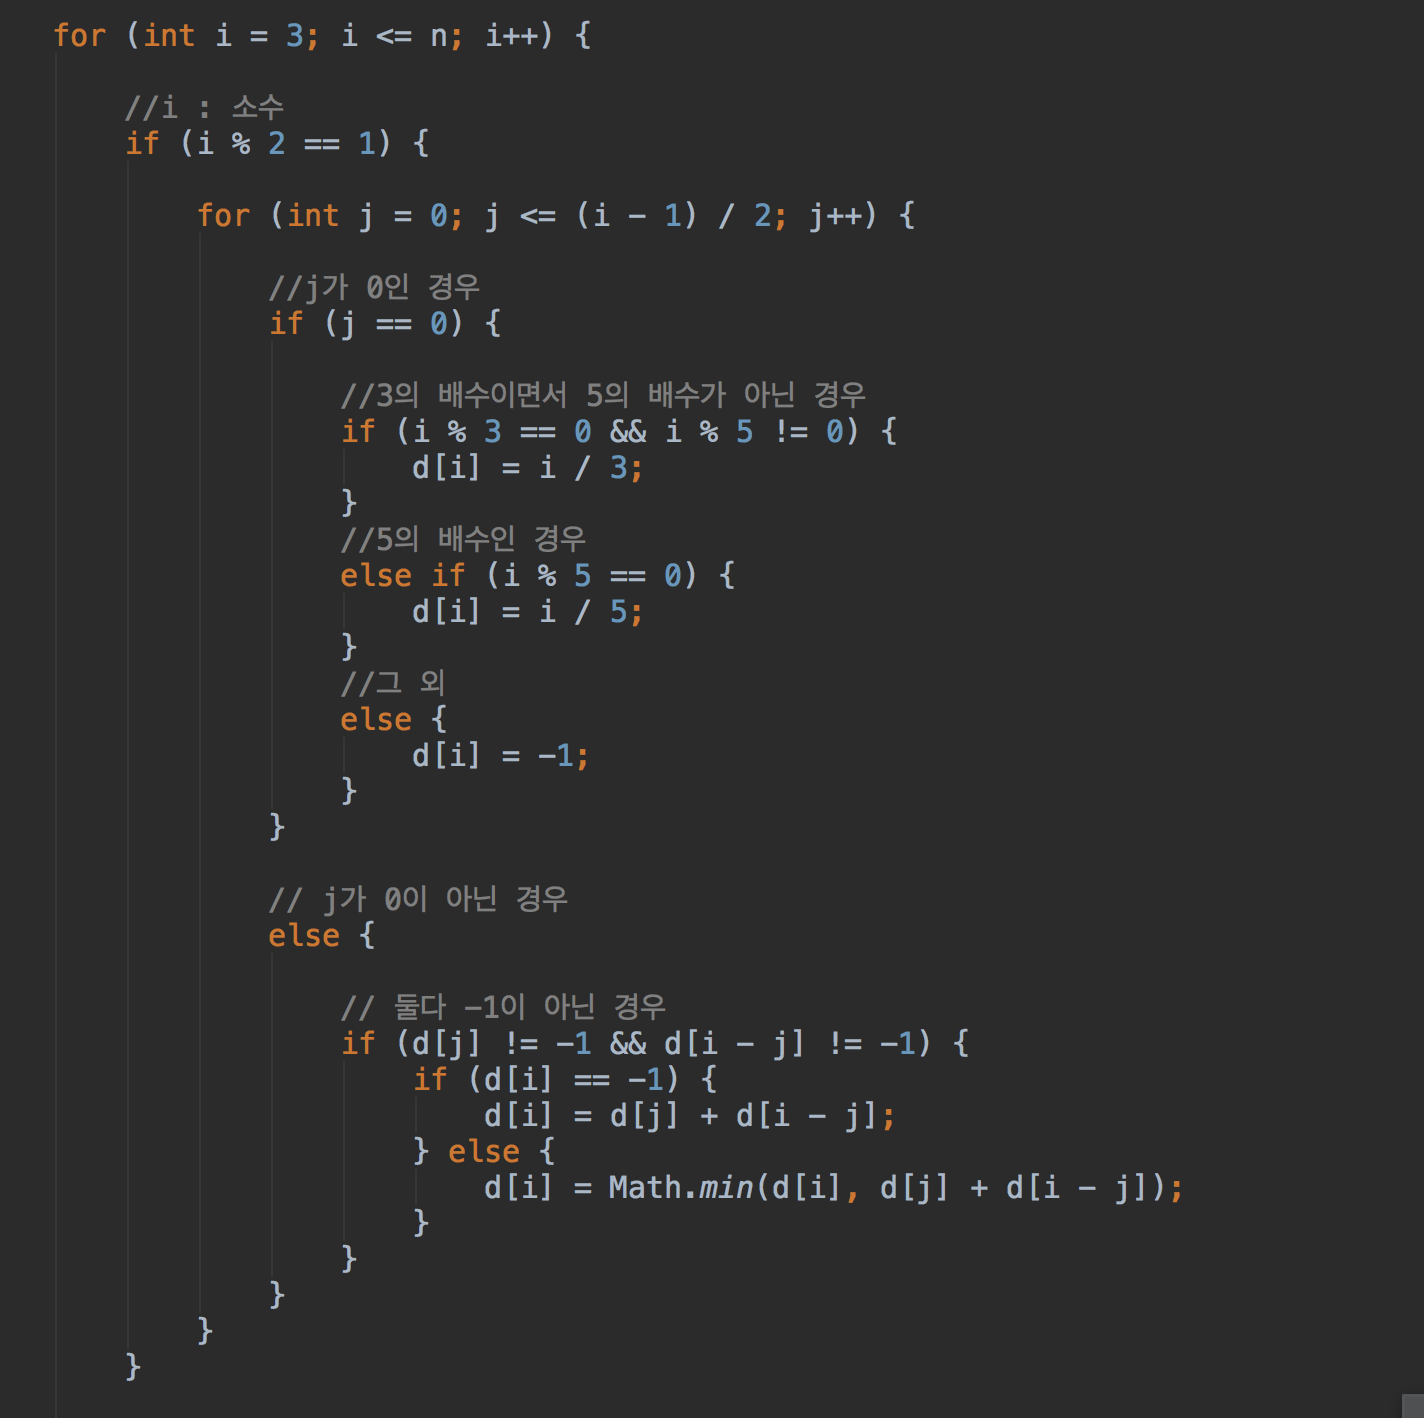 for (int i = 3; i <= n; i++) {
//i : 소수
if (i % 2 == 1) {
for (int j = 0; j <= (i - 1) / 2; j++) {
//j가 0인 경우
if (j == 0) {
//3의 배수이면서 5의 배수가 아닌 경우
if (i % 3 == 0 && i % 5 != 0) {
d[i] = i / 3;
}
//5의 배수인 경우
else if (i % 5 == 0) {
d[i] = i / 5;
}
//그 외
else {
d[i] = -1;
}
}
// j가 0이 아닌 경우
else {
// 둘다 -1이 아닌 경우
if (d[j] != -1 && d[i - j] != -1) {
if (d[i] == -1) {
d[i] = d[j] + d[i - j];
} else {
d[i] = Math.min(d[i], d[j] + d[i - j]);
}
}
}
}
}